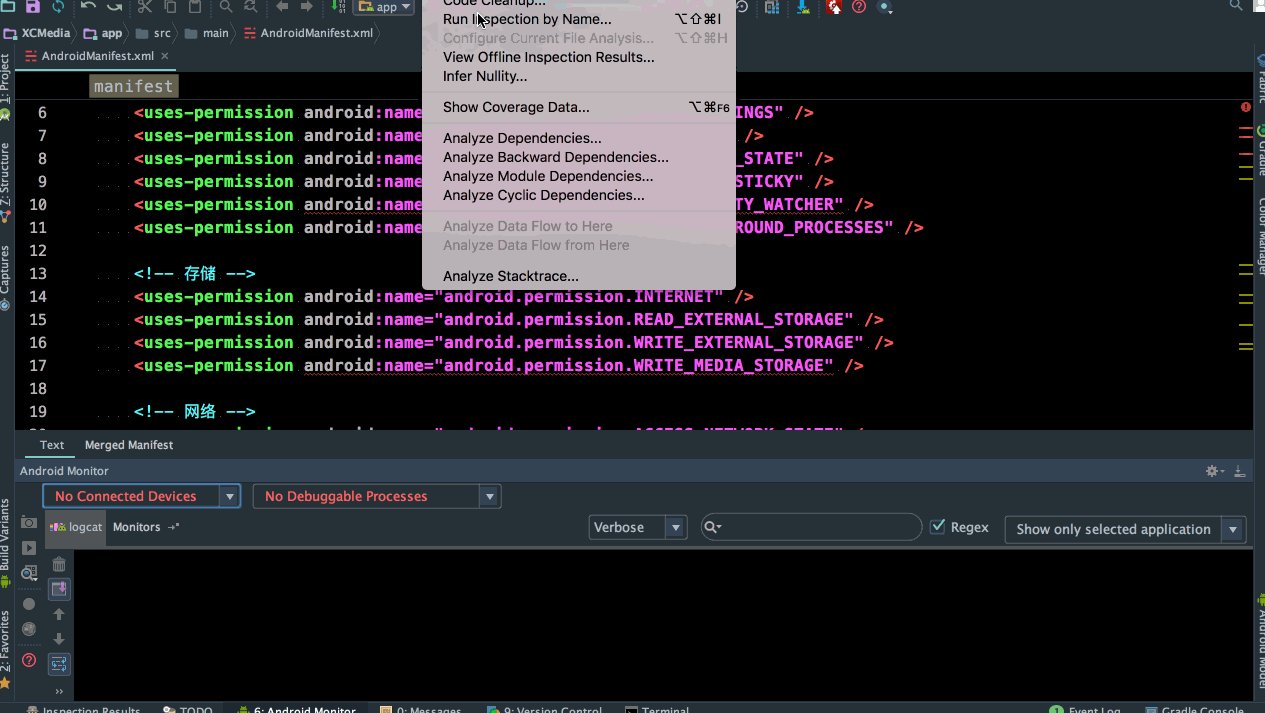 Code Cleanup...
app
Run Inspection by Name... ⌥⇧⌘I
XCMedia app src main AndroidManifest.xml
Configure Current File Analysis... ⌥⇧⌘H
AndroidManifest.xml ×
View Offline Inspection Results...
Infer Nullity...
manifest
Show Coverage Data... ⌥⌘F6
6 <uses-permission android:name INGS" />
7 <uses-permission android:name />
Analyze Dependencies...
8 <uses-permission android:name _STATE" />
Analyze Backward Dependencies...
9 <uses-permission android:name STICKY" />
Analyze Module Dependencies...
10 <uses-permission android:name TY_WATCHER" />
Analyze Cyclic Dependencies...
11 <uses-permission android:name ROUND_PROCESSES" />
Analyze Data Flow to Here
12
Analyze Data Flow from Here
13 <!-- 存储 -->
Analyze Stacktrace...
14 <uses-permission android:name="android.permission.INTERNET" />
15 <uses-permission android:name="android.permission.READ_EXTERNAL_STORAGE" />
16 <uses-permission android:name="android.permission.WRITE_EXTERNAL_STORAGE" />
17 <uses-permission android:name="android.permission.WRITE_MEDIA_STORAGE" />
18
19 <!-- 网络 -->
Text Merged Manifest
Android Monitor
No Connected Devices No Debuggable Processes
logcat Monitors Verbose Regex Show only selected application
1: Project
Z: Structure
Captures
Build Variants
2: Favorites
Fabric
Gradle
Color Manager
Android Model
Inspection Results TODO 6: Android Monitor 0: Messages 9: Version Control Terminal 1 Event Log Gradle Console